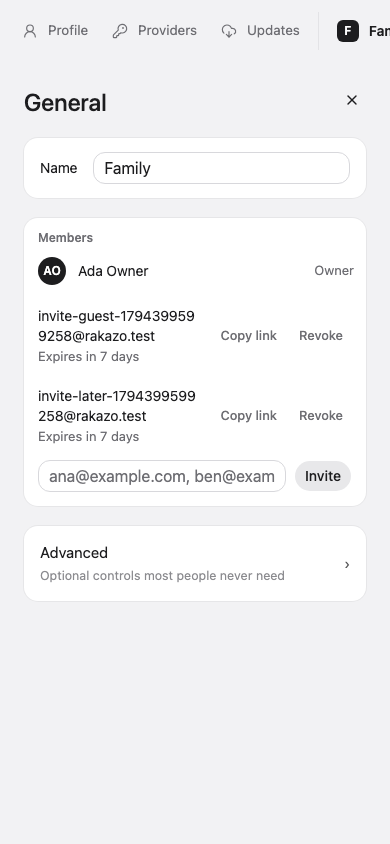 Profile
Providers
Updates
F
General
Name
Family
Members
AO
Ada Owner
Owner
invite-guest-179439959
9258@rakazo.test
Copy link
Revoke
Expires in 7 days
invite-later-1794399599
258@rakazo.test
Copy link
Revoke
Expires in 7 days
ana@example.com, ben@exam
Invite
Advanced
Optional controls most people never need